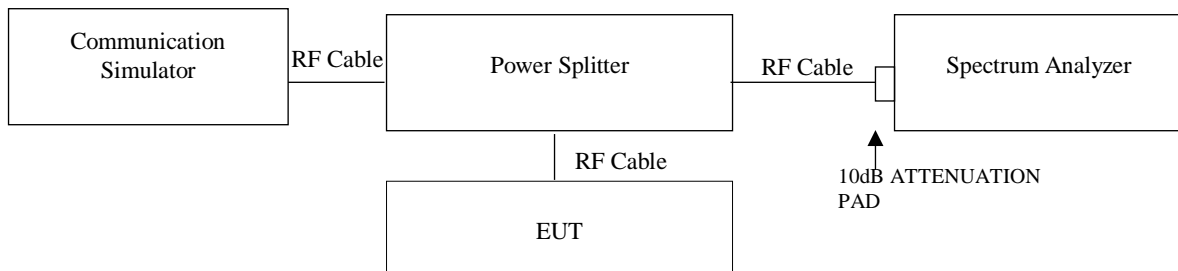 Communication
Simulator
RF Cable
Power Splitter
RF Cable
Spectrum Analyzer
RF Cable
10dB ATTENUATION
PAD
EUT